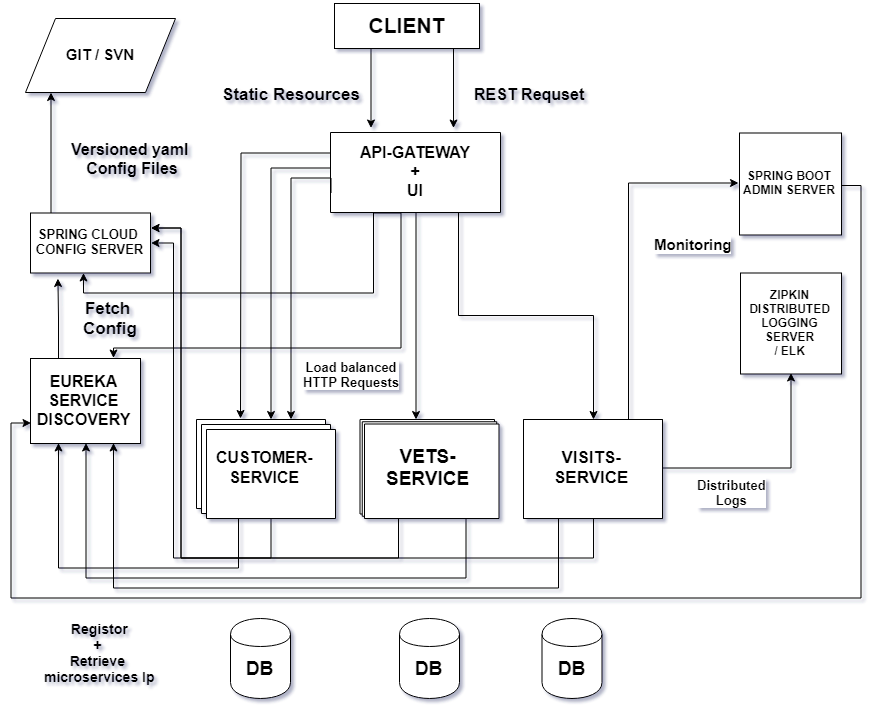 CLIENT
GIT / SVN
Static Resources
REST Requset
Versioned yaml
Config Files
API-GATEWAY
+
UI
SPRING BOOT
ADMIN SERVER
SPRING CLOUD
CONFIG SERVER
Monitoring
Fetch
Config
ZIPKIN
DISTRIBUTED
LOGGING
SERVER
/ ELK
EUREKA
SERVICE
DISCOVERY
Load balanced
HTTP Requests
CUSTOMER-
SERVICE
VETS-
SERVICE
VISITS-
SERVICE
Distributed
Logs
Registor
+
Retrieve
microservices Ip
DB
DB
DB